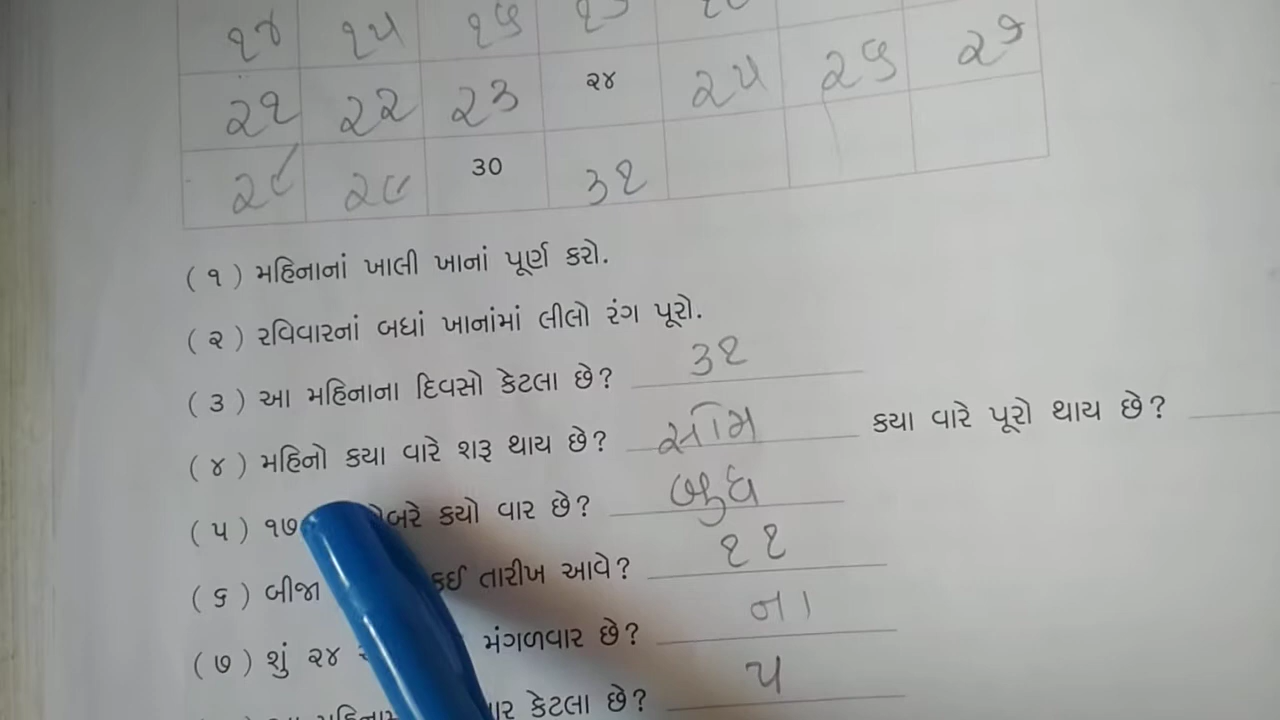 ૧૪ ૧૫ ૧૬ ૧૭
૨૧ ૨૨ ૨૩ ૨૪ ૨૫ ૨૬ ૨૭
૨૮ ૨૯ ૩૦ ૩૧
(૧) મહિનાનાં ખાલી ખાનાં પૂર્ણ કરો.
(૨) રવિવારનાં બધાં ખાનાંમાં લીલો રંગ પૂરો.
(૩) આ મહિનાના દિવસો કેટલા છે? ૩૧
(૪) મહિનો કયા વારે શરૂ થાય છે? સોમ કયા વારે પૂરો થાય છે?
(૫) ૧૭ કયો વાર છે? બુધ
(૬) બીજા કઈ તારીખ આવે? ૧૧
(૭) શું ૨૪ મંગળવાર છે? ના
કેટલા છે? ૫